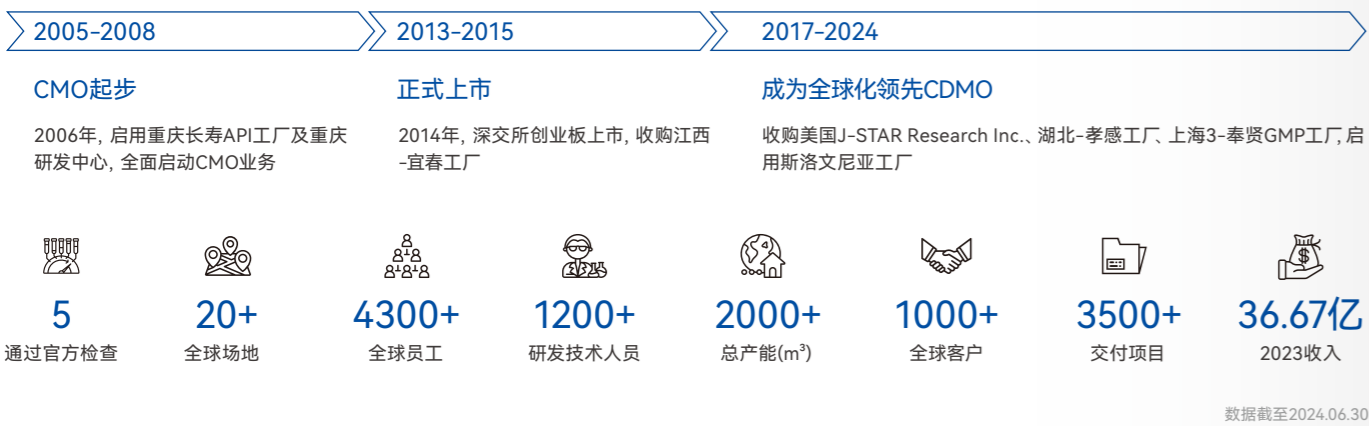 2005-2008
2013-2015
2017-2024
CMO起步
2006年, 启用重庆长寿API工厂及重庆
研发中心, 全面启动CMO业务
正式上市
2014年, 深交所创业板上市, 收购江西
-宜春工厂
成为全球化领先CDMO
收购美国J-STAR Research Inc.、湖北-孝感工厂、上海3-奉贤GMP工厂, 启
用斯洛文尼亚工厂
5
通过官方检查
20+
全球场地
4300+
全球员工
1200+
研发技术人员
2000+
总产能(m³)
1000+
全球客户
3500+
交付项目
36.67亿
2023收入
数据截至2024.06.30